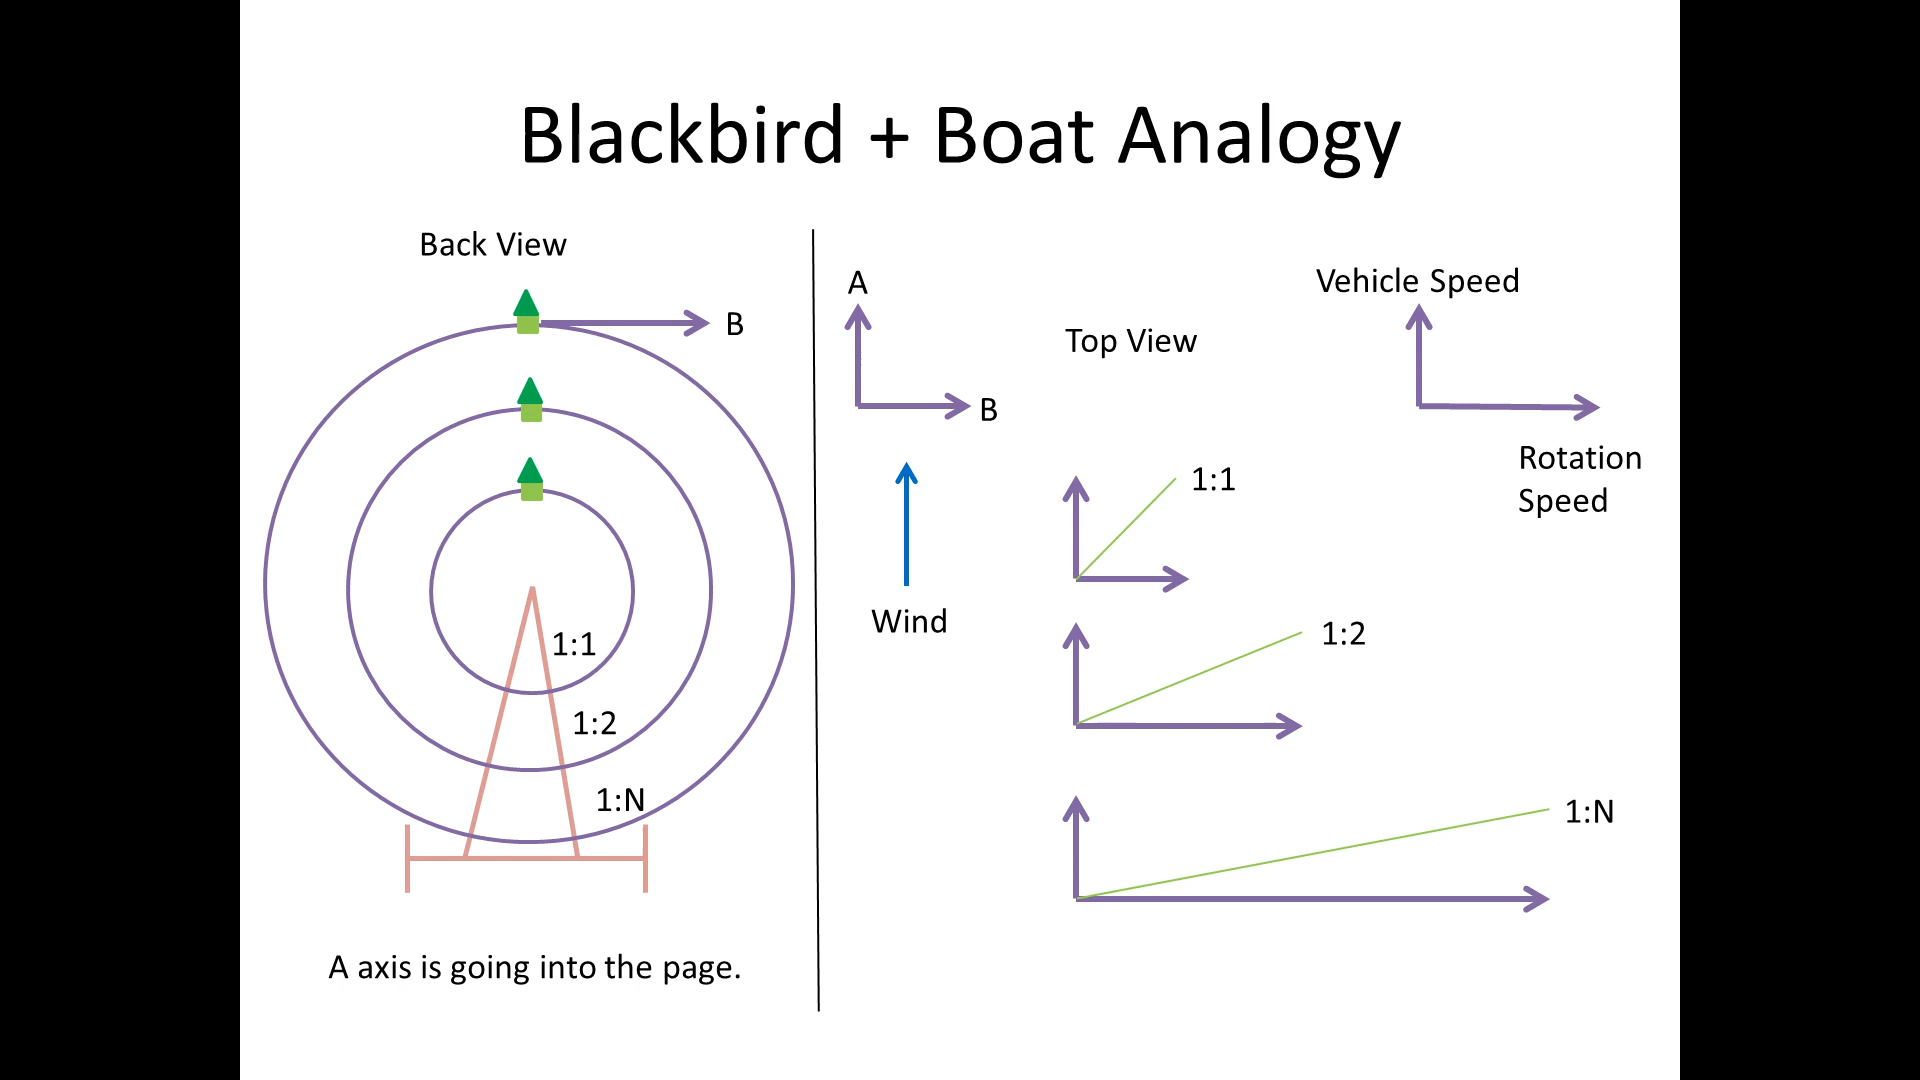 Blackbird + Boat Analogy
Back View
B
1:1
1:2
1:N
A axis is going into the page.
A
B
Wind
Top View
Vehicle Speed
Rotation
Speed
1:1
1:2
1:N